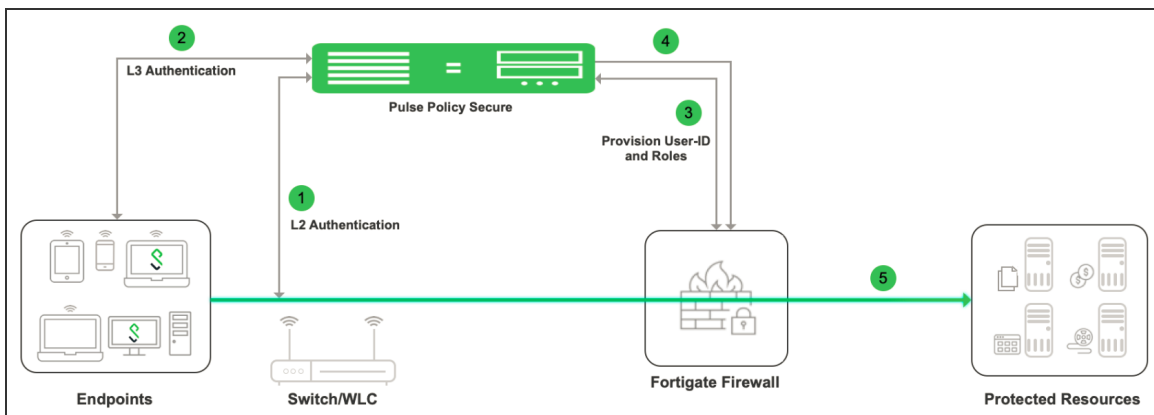 2
L3 Authentication
4
Pulse Policy Secure
3
Provision User-ID
and Roles
1
L2 Authentication
5
$
$
Endpoints
Switch/WLC
Fortigate Firewall
Protected Resources